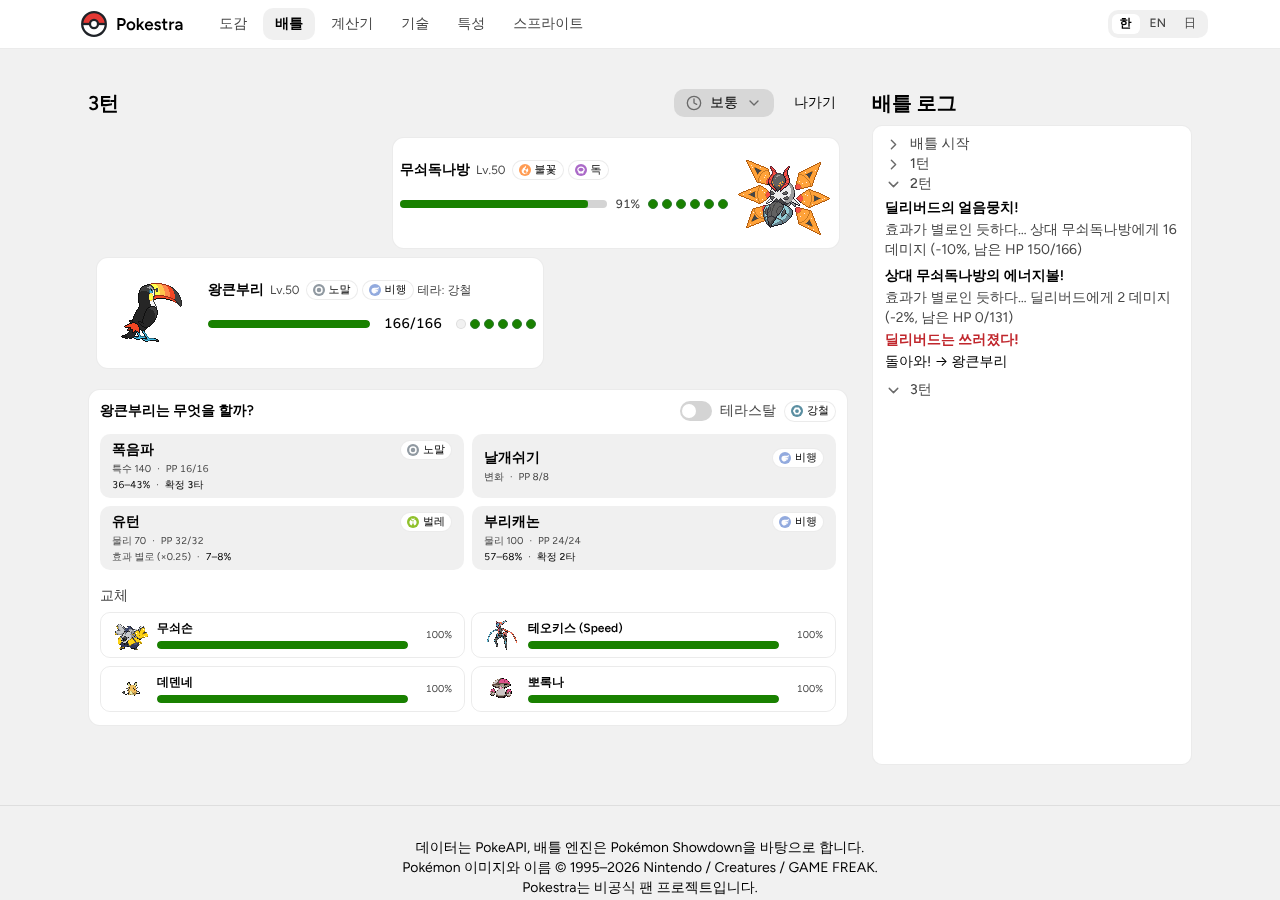 Pokestra
도감
배틀
계산기
기술
특성
스프라이트
한
EN
日
3턴
보통
나가기
무쇠독나방 Lv.50 불꽃 독
91%
왕큰부리 Lv.50 노말 비행 테라: 강철
166/166
왕큰부리는 무엇을 할까?
테라스탈 강철
폭음파 노말
특수 140 · PP 16/16
36–43% · 확정 3타
날개쉬기 비행
변화 · PP 8/8
유턴 벌레
물리 70 · PP 32/32
효과 별로 (×0.25) · 7–8%
부리캐논 비행
물리 100 · PP 24/24
57–68% · 확정 2타
교체
무쇠손 100%
테오키스 (Speed) 100%
데덴네 100%
뽀록나 100%
배틀 로그
배틀 시작
1턴
2턴
딜리버드의 얼음뭉치!
효과가 별로인 듯하다... 상대 무쇠독나방에게 16
데미지 (-10%, 남은 HP 150/166)
상대 무쇠독나방의 에너지볼!
효과가 별로인 듯하다... 딜리버드에게 2 데미지
(-2%, 남은 HP 0/131)
딜리버드는 쓰러졌다!
돌아와! → 왕큰부리
3턴
데이터는 PokeAPI, 배틀 엔진은 Pokémon Showdown을 바탕으로 합니다.
Pokémon 이미지와 이름 © 1995–2026 Nintendo / Creatures / GAME FREAK.
Pokestra는 비공식 팬 프로젝트입니다.